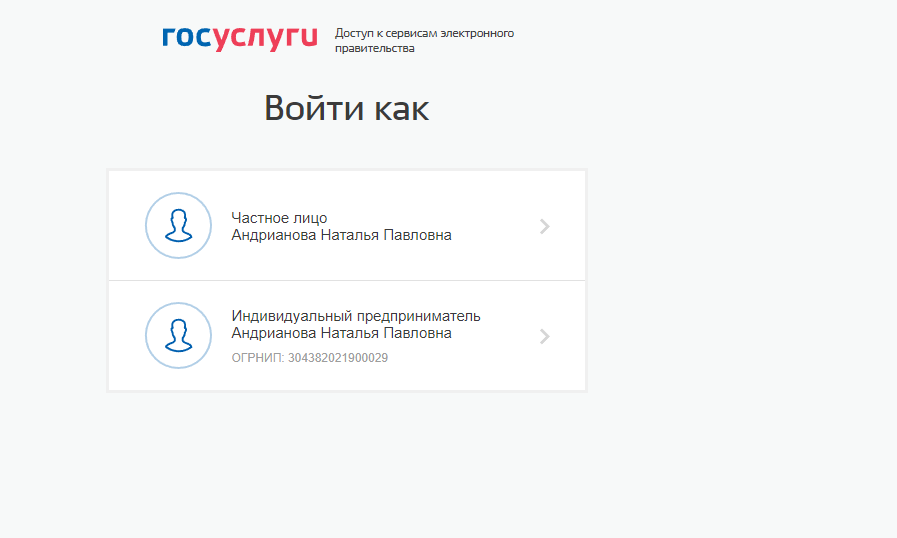 госуслуги
Доступ к сервисам электронного
правительства
Войти как
Частное лицо
Андрианова Наталья Павловна
Индивидуальный предприниматель
Андрианова Наталья Павловна
ОГРНИП: 304382021900029